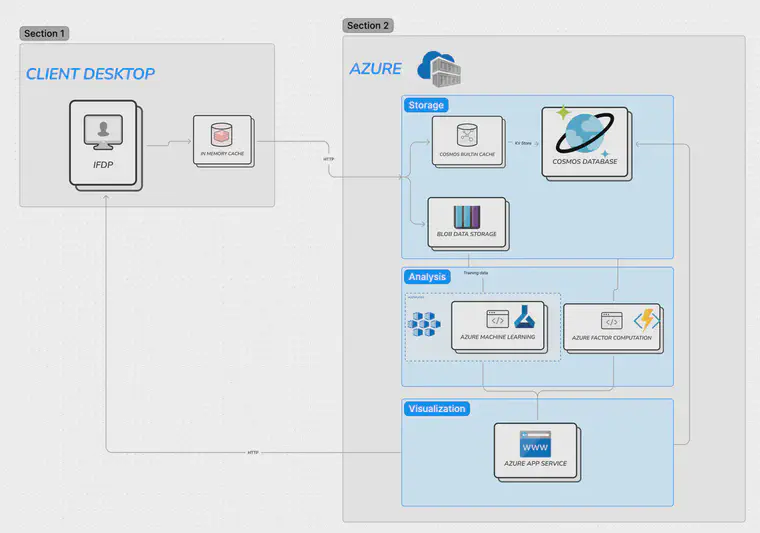 Section 1
Section 2
CLIENT DESKTOP
AZURE
Storage
IFDP
IN MEMORY CACHE
HTTP
COSMOS BUILTIN CACHE
KV Store
COSMOS DATABASE
BLOB DATA STORAGE
Training data
Analysis
AZURE MACHINE LEARNING
AZURE FACTOR COMPUTATION
Visualization
WWW
AZURE APP SERVICE
HTTP